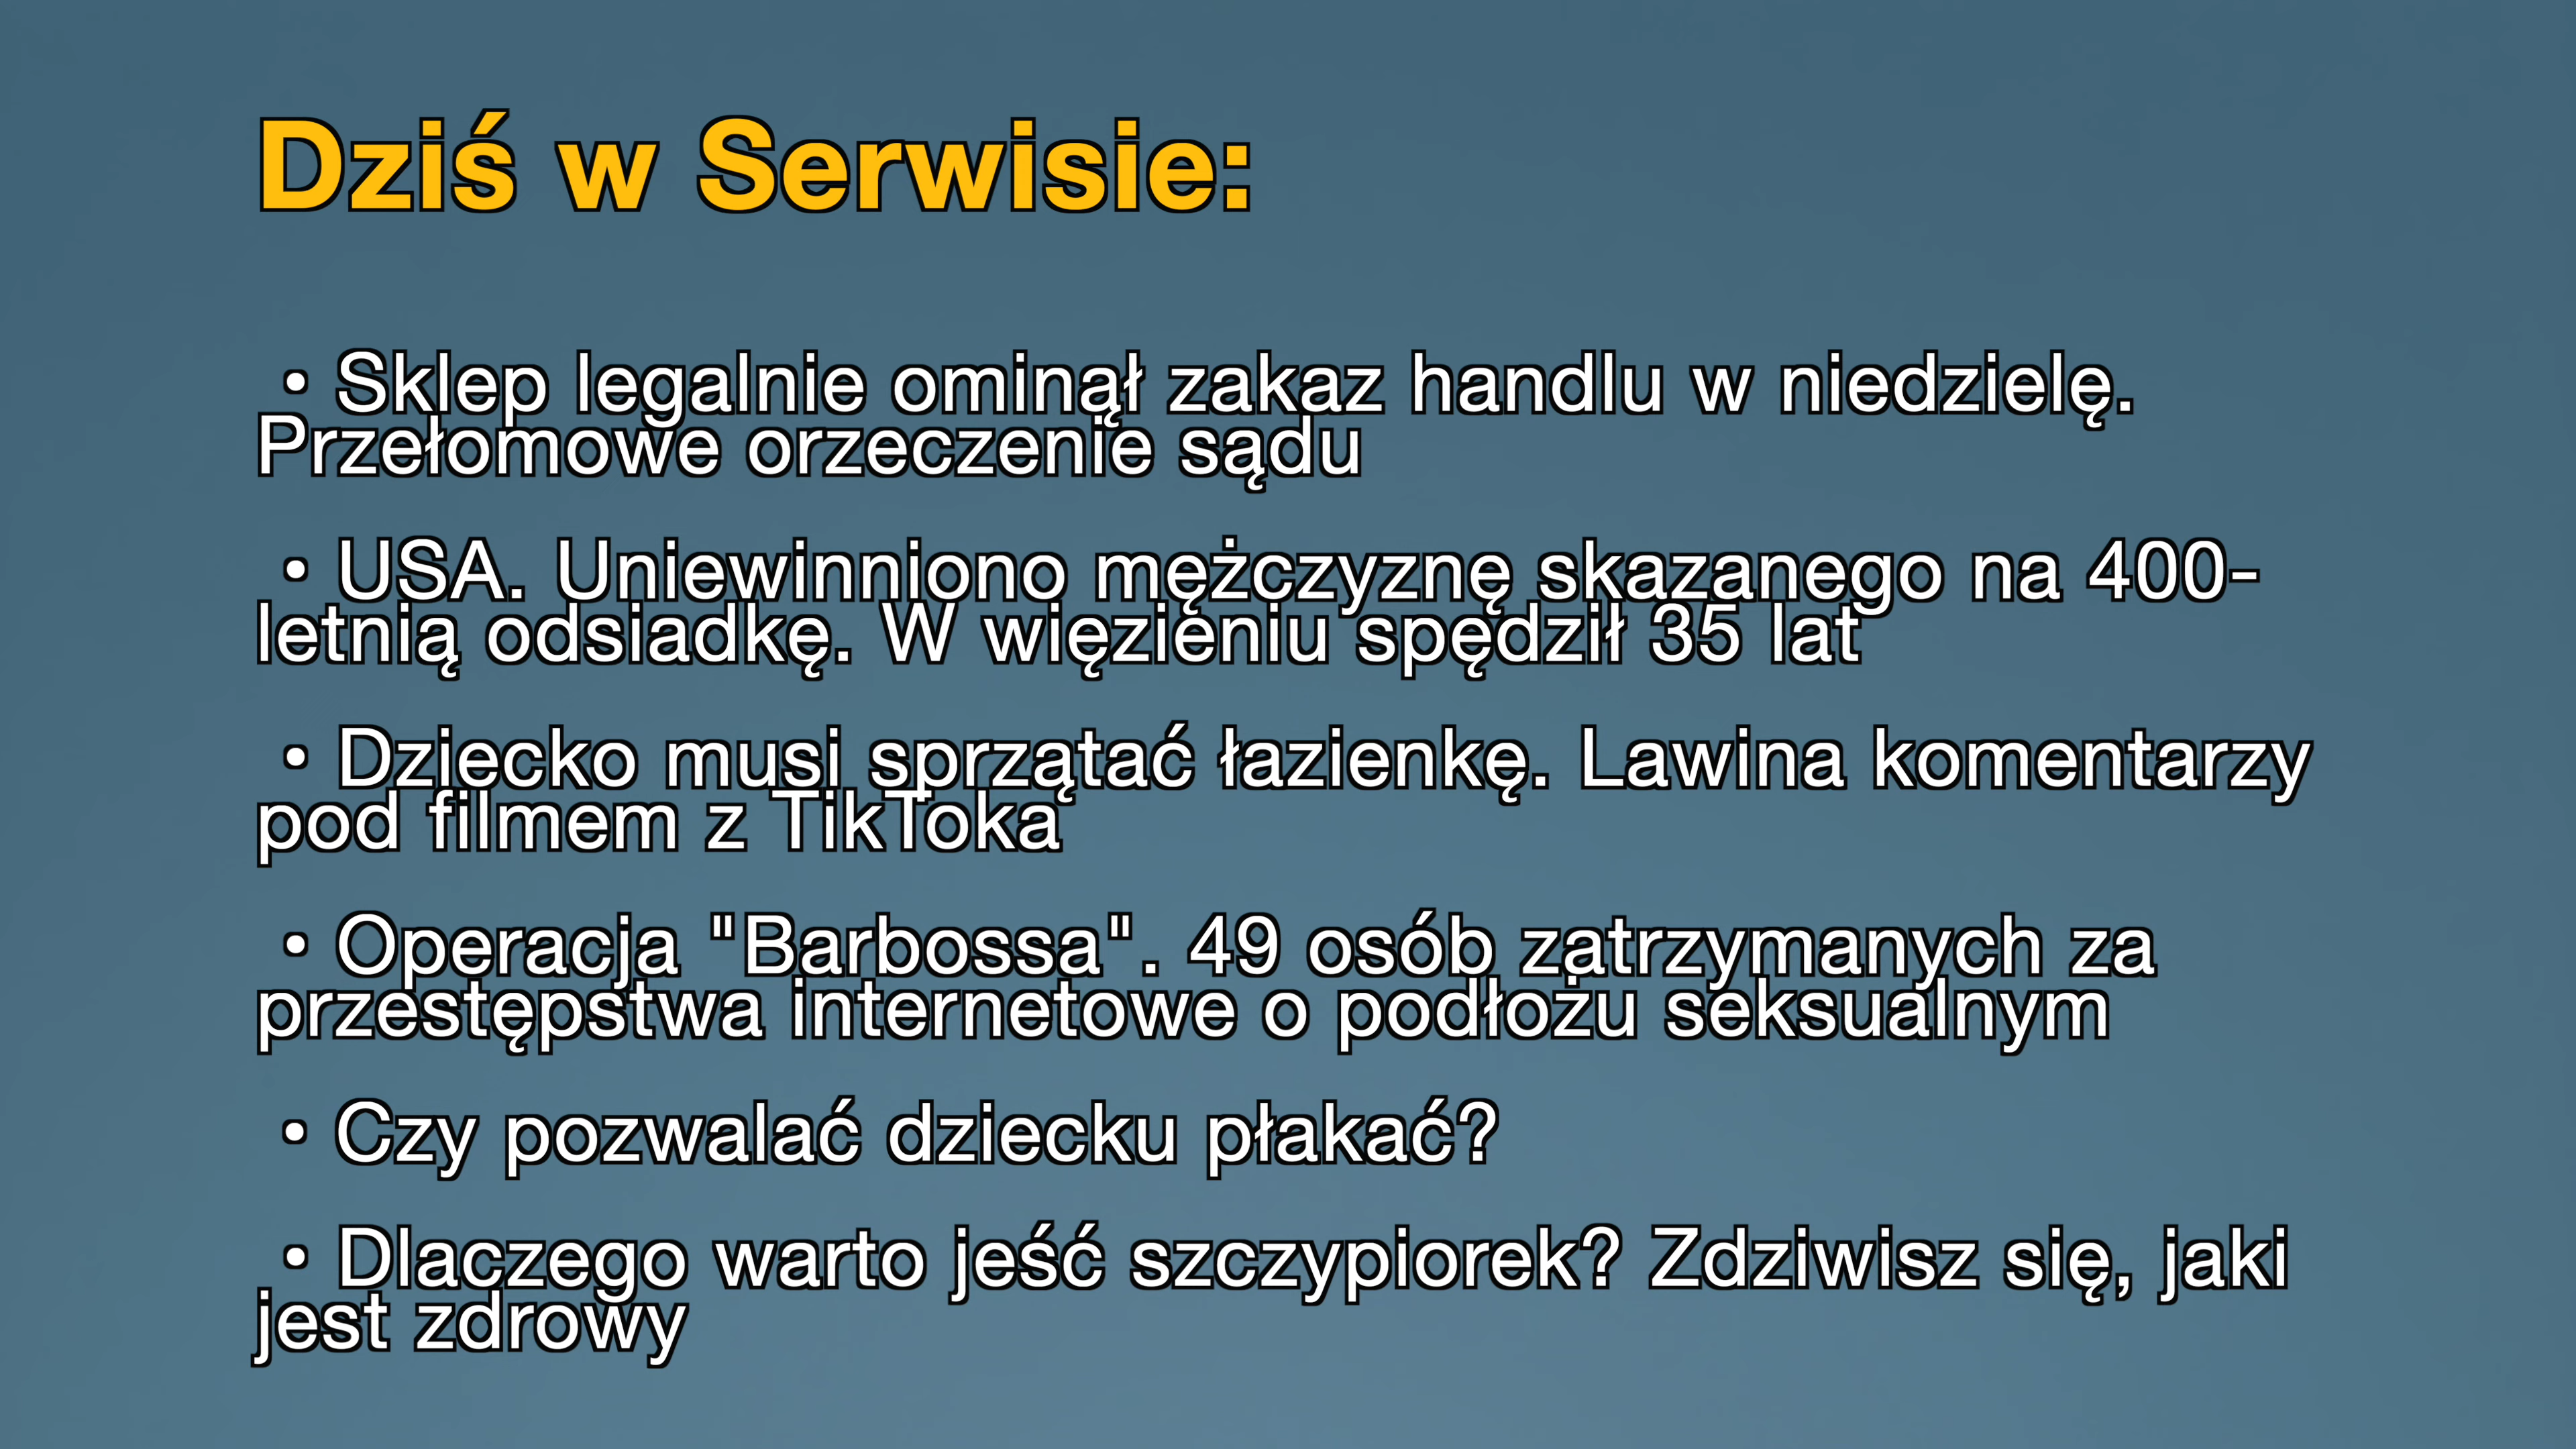 Dziś w Serwisie:
• Sklep legalnie ominął zakaz handlu w niedzielę.
Przełomowe orzeczenie sądu
• USA. Uniewinniono mężczyznę skazanego na 400-
letnią odsiadkę. W więzieniu spędził 35 lat
• Dziecko musi sprzątać łazienkę. Lawina komentarzy
pod filmem z TikToka
• Operacja "Barbossa". 49 osób zatrzymanych za
przestępstwa internetowe o podłożu seksualnym
• Czy pozwalać dziecku płakać?
• Dlaczego warto jeść szczypiorek? Zdziwisz się, jaki
jest zdrowy